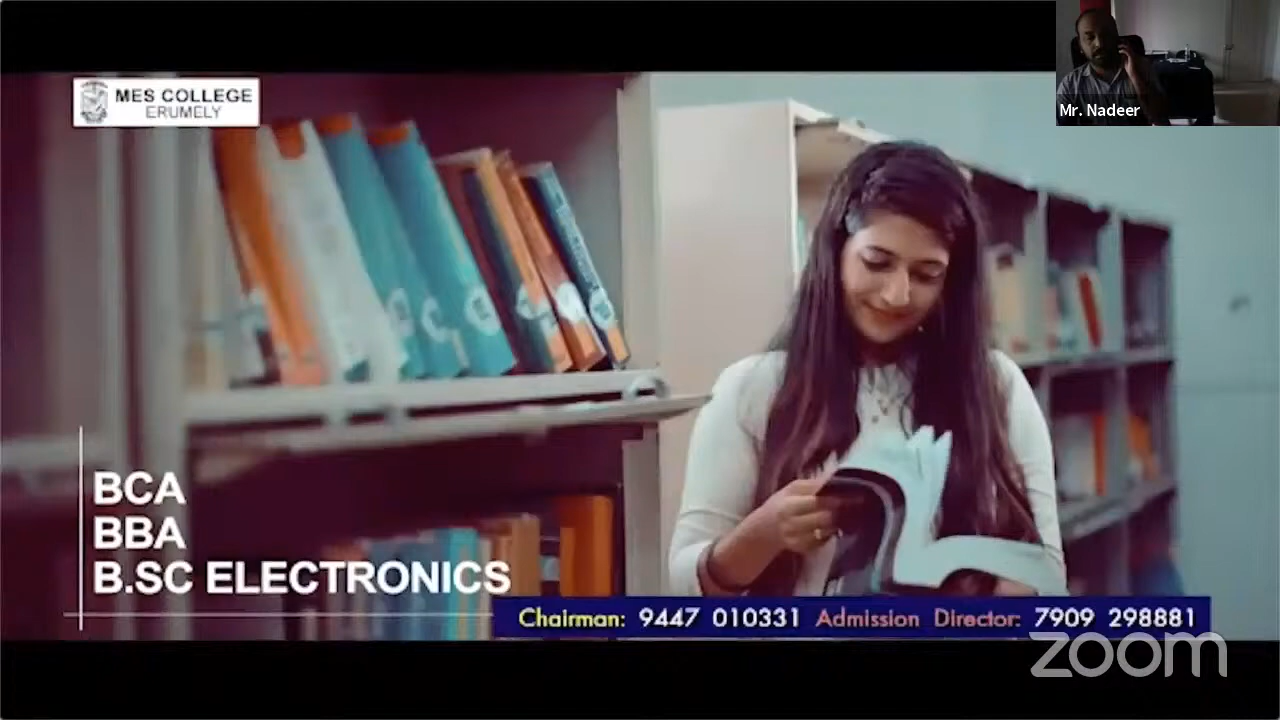 MES COLLEGE
ERUMELY
Mr. Nadeer
BCA
BBA
B.SC ELECTRONICS
Chairman: 9447 010331 Admission Director: 7909 298881
zoom